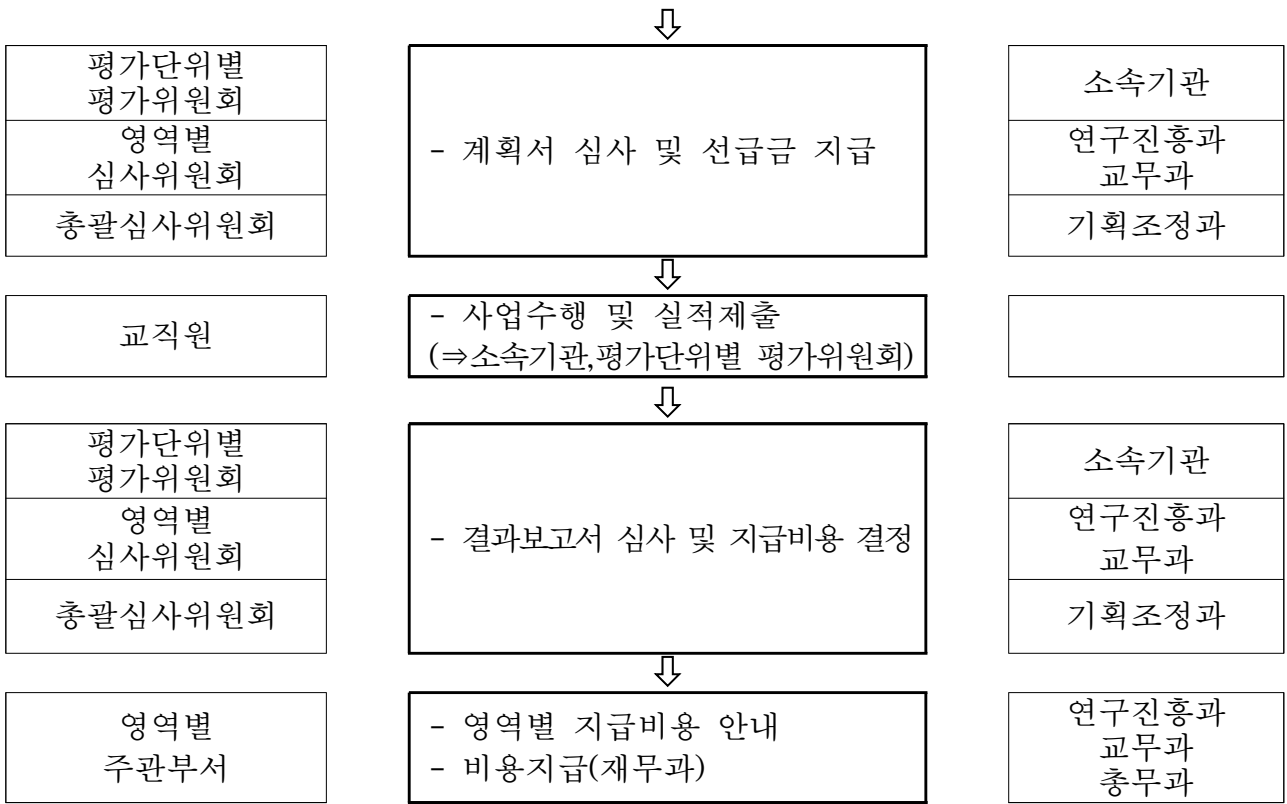 ⇩
평가단위별
평가위원회
영역별
심사위원회
총괄심사위원회
- 계획서 심사 및 선급금 지급
소속기관
연구진흥과
교무과
기획조정과
⇩
교직원
- 사업수행 및 실적제출
(⇒소속기관,평가단위별 평가위원회)
⇩
평가단위별
평가위원회
영역별
심사위원회
총괄심사위원회
- 결과보고서 심사 및 지급비용 결정
소속기관
연구진흥과
교무과
기획조정과
⇩
영역별
주관부서
- 영역별 지급비용 안내
- 비용지급(재무과)
연구진흥과
교무과
총무과